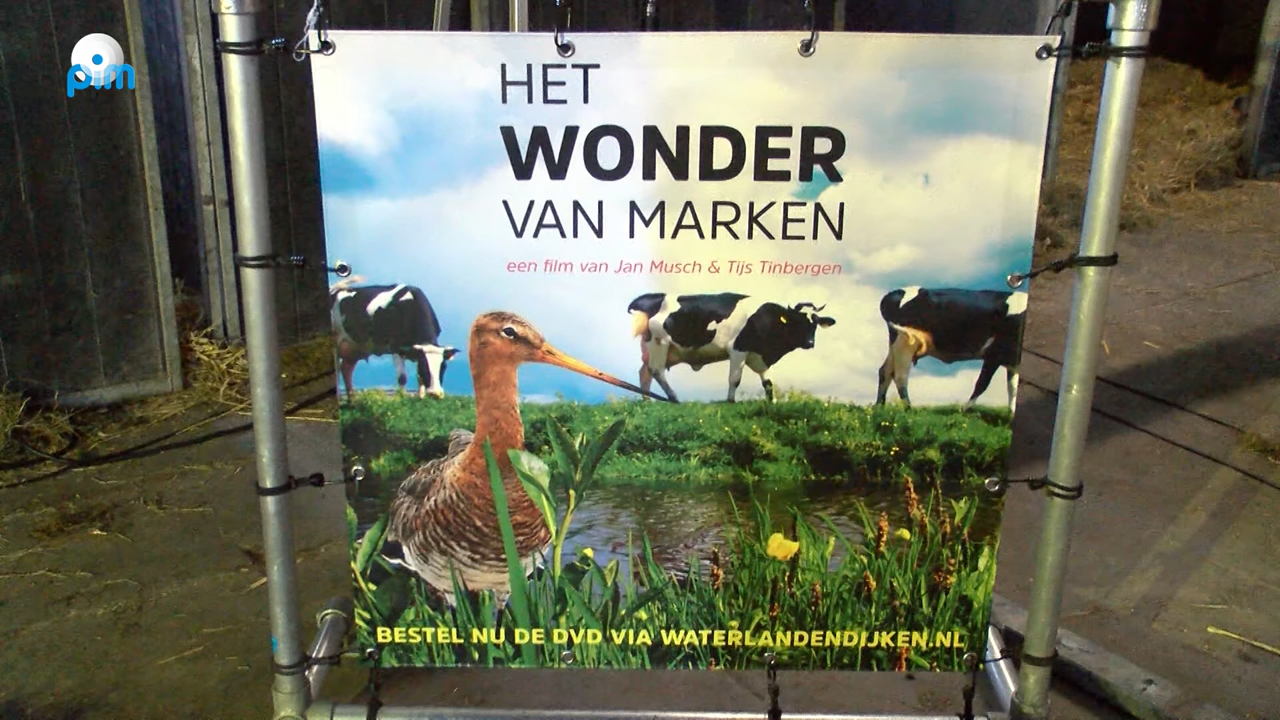 pim
HET
WONDER
VAN MARKEN
een film van Jan Musch & Tijs Tinbergen
BESTEL NU DE DVD VIA WATERLANDENDIJKEN.NL